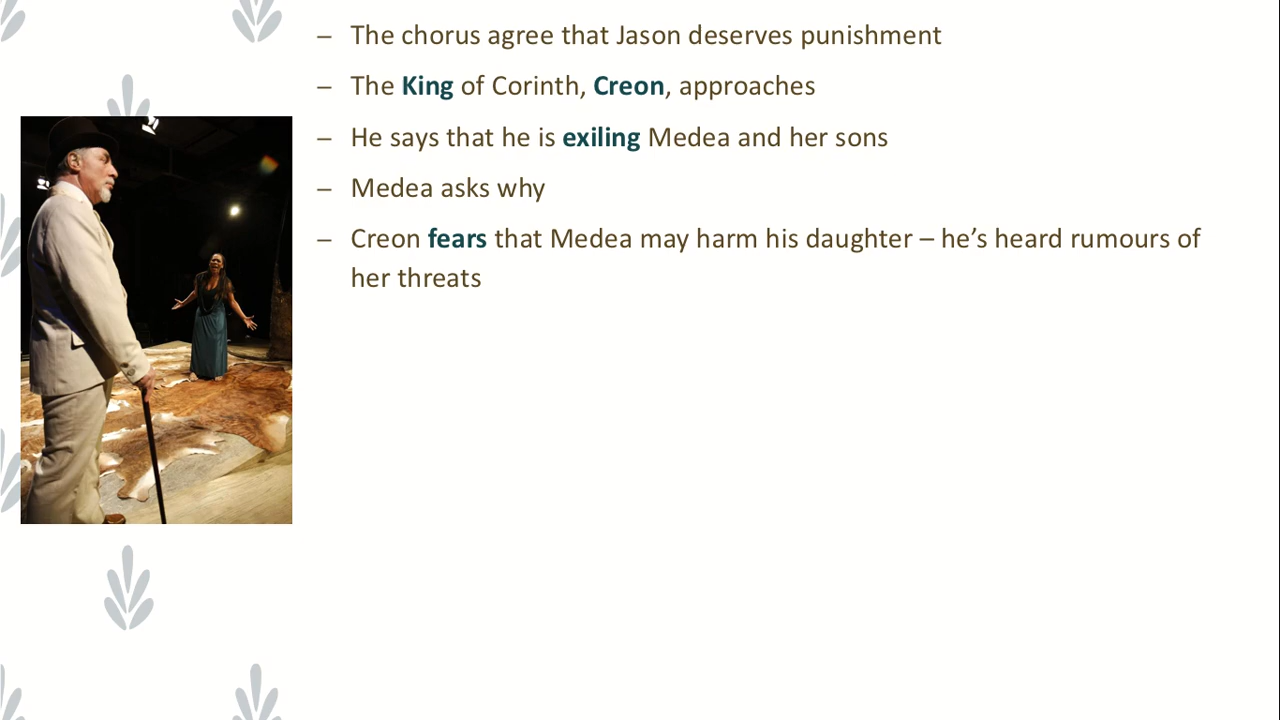 – The chorus agree that Jason deserves punishment
– The King of Corinth, Creon, approaches
– He says that he is exiling Medea and her sons
– Medea asks why
– Creon fears that Medea may harm his daughter – he’s heard rumours of
her threats